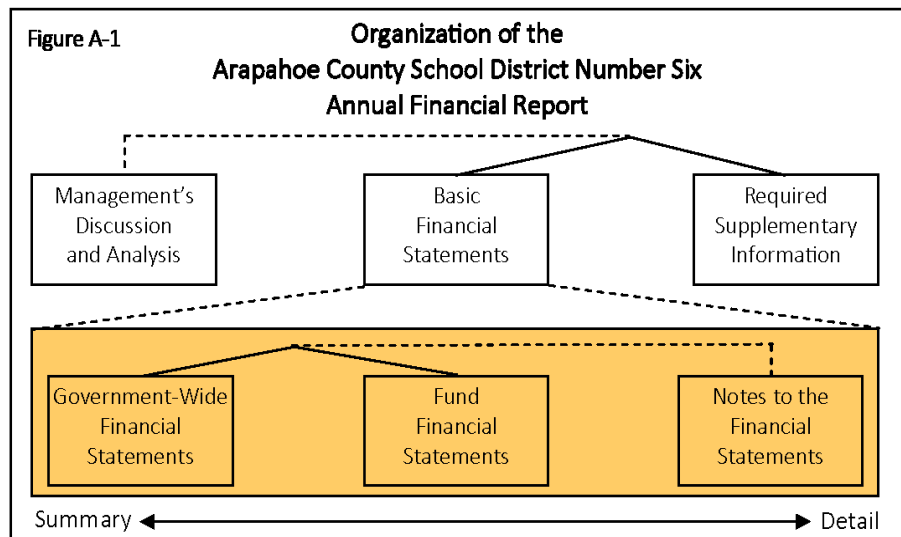 Figure A-1
Organization of the
Arapahoe County School District Number Six
Annual Financial Report
Management's
Discussion
and Analysis
Basic
Financial
Statements
Required
Supplementary
Information
Government-Wide
Financial
Statements
Fund
Financial
Statements
Notes to the
Financial
Statements
Summary
Detail